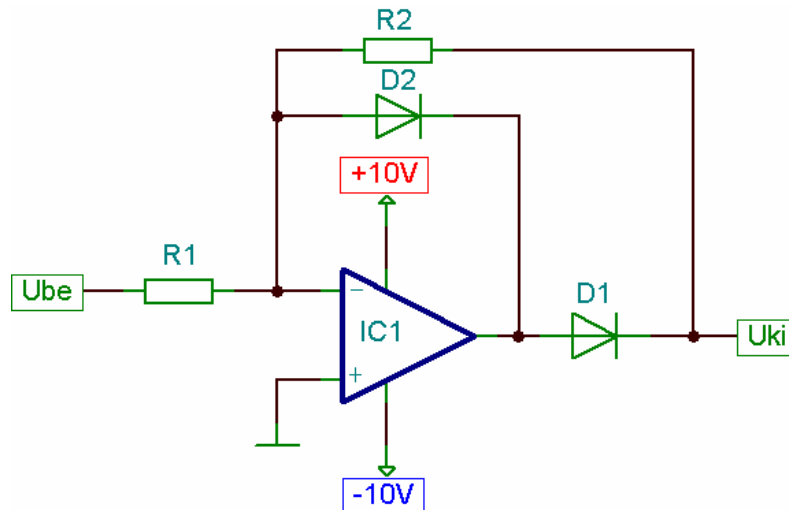 R2
D2
+10V
R1
Ube
−
IC1
+
D1
Uki
-10V